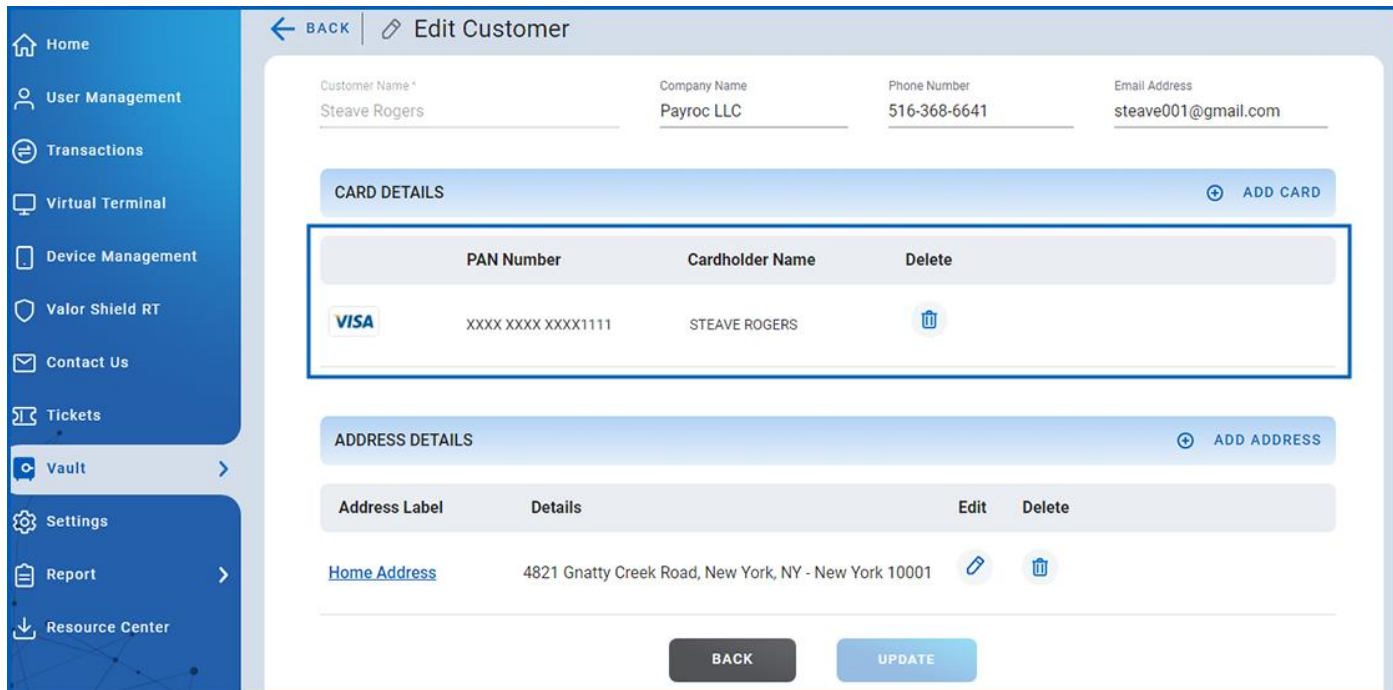 BACK Edit Customer
Home
User Management
Transactions
Virtual Terminal
Device Management
Valor Shield RT
Contact Us
Tickets
Vault
Settings
Report
Resource Center
Customer Name * Company Name Phone Number Email Address
Steave Rogers Payroc LLC 516-368-6641 steave001@gmail.com
CARD DETAILS ADD CARD
PAN Number Cardholder Name Delete
VISA XXXX XXXX XXXX1111 STEAVE ROGERS
ADDRESS DETAILS ADD ADDRESS
Address Label Details Edit Delete
Home Address 4821 Gnatty Creek Road, New York, NY - New York 10001
BACK UPDATE